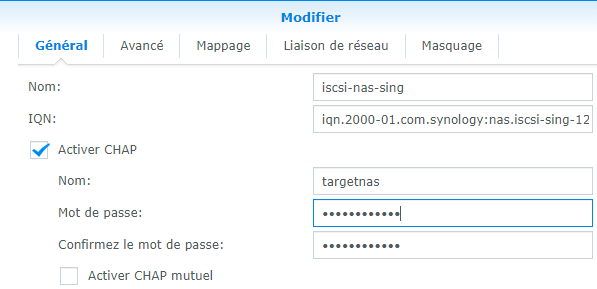 Modifier
Général Avancé Mappage Liaison de réseau Masquage
Nom: iscsi-nas-sing
IQN: iqn.2000-01.com.synology:nas.iscsi-sing-12
Activer CHAP
Nom: targetnas
Mot de passe: ••••••••••••
Confirmez le mot de passe: ••••••••••••
Activer CHAP mutuel